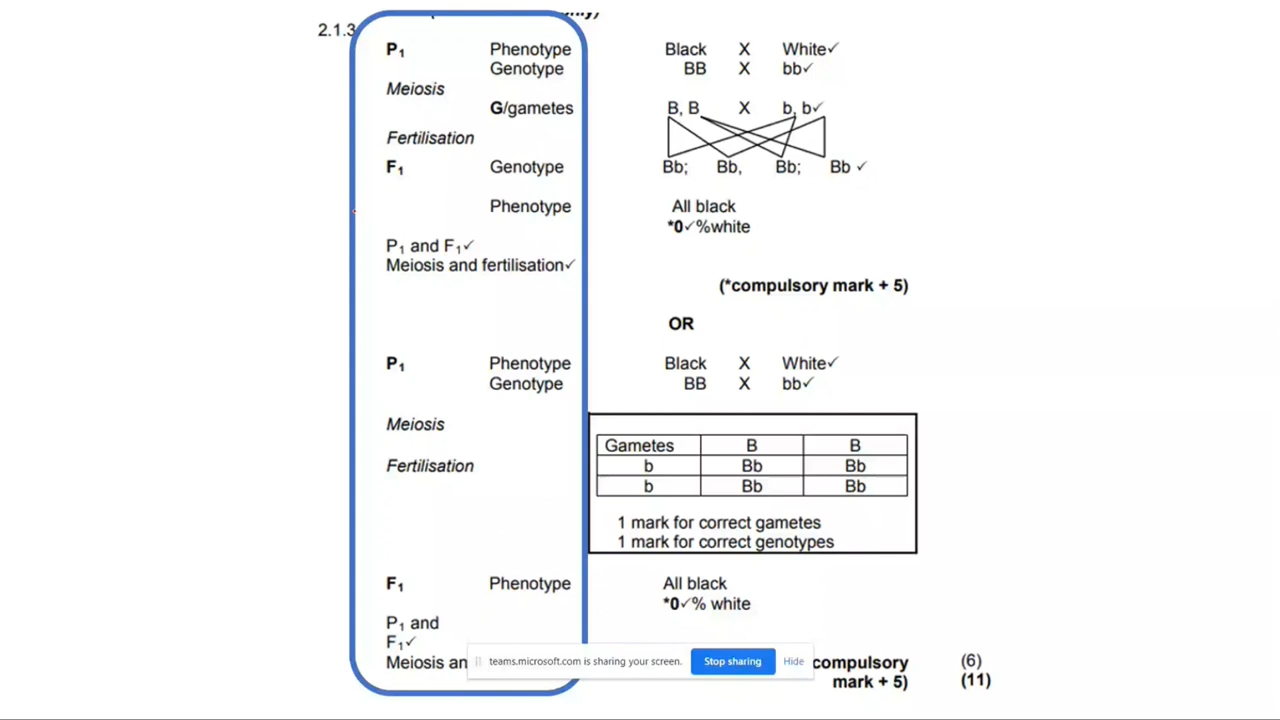 only)
2.1.3
P1 Phenotype Black X White✓
Genotype BB X bb✓
Meiosis
G/gametes B, B X b, b✓
Fertilisation
F1 Genotype Bb; Bb, Bb; Bb ✓
Phenotype All black
*0✓%white
P1 and F1✓
Meiosis and fertilisation✓
(*compulsory mark + 5)
OR
P1 Phenotype Black X White✓
Genotype BB X bb✓
Meiosis
Fertilisation
Gametes B B
b Bb Bb
b Bb Bb
1 mark for correct gametes
1 mark for correct genotypes
F1 Phenotype All black
*0✓% white
P1 and
F1✓
Meiosis an
teams.microsoft.com is sharing your screen. Stop sharing Hide
compulsory (6)
mark + 5) (11)